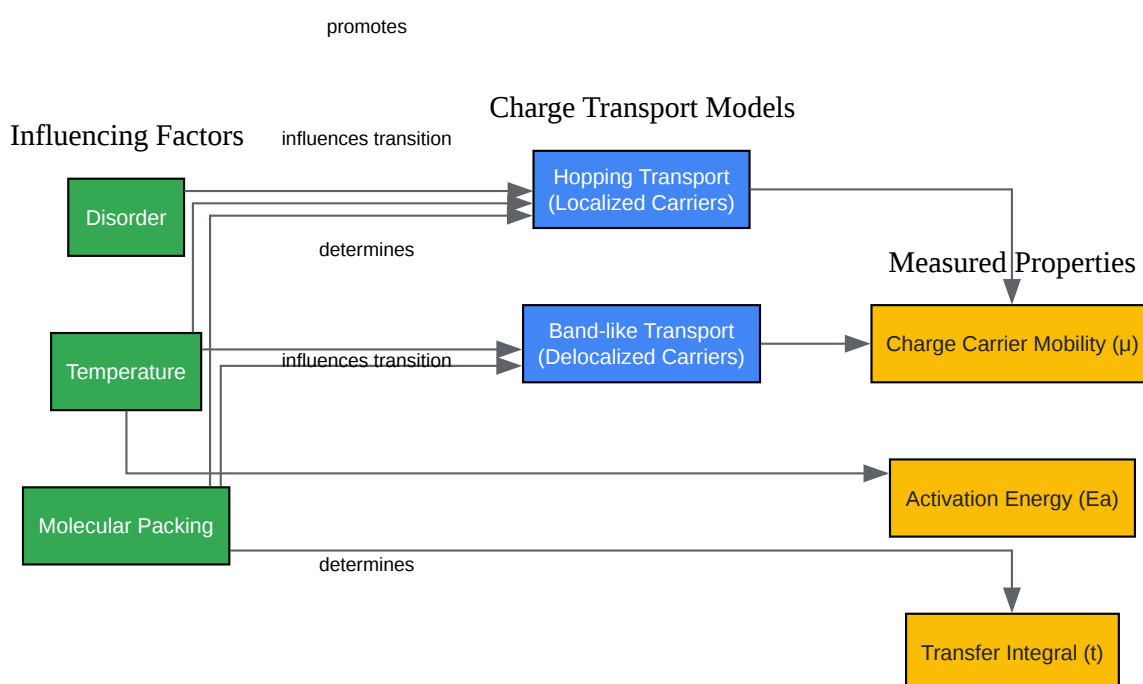 promotes
Charge Transport Models
Influencing Factors
influences transition
Hopping Transport
(Localized Carriers)
Disorder
determines
Measured Properties
Band-like Transport
(Delocalized Carriers)
Charge Carrier Mobility (μ)
influences transition
Temperature
Activation Energy (Ea)
Molecular Packing
determines
Transfer Integral (t)